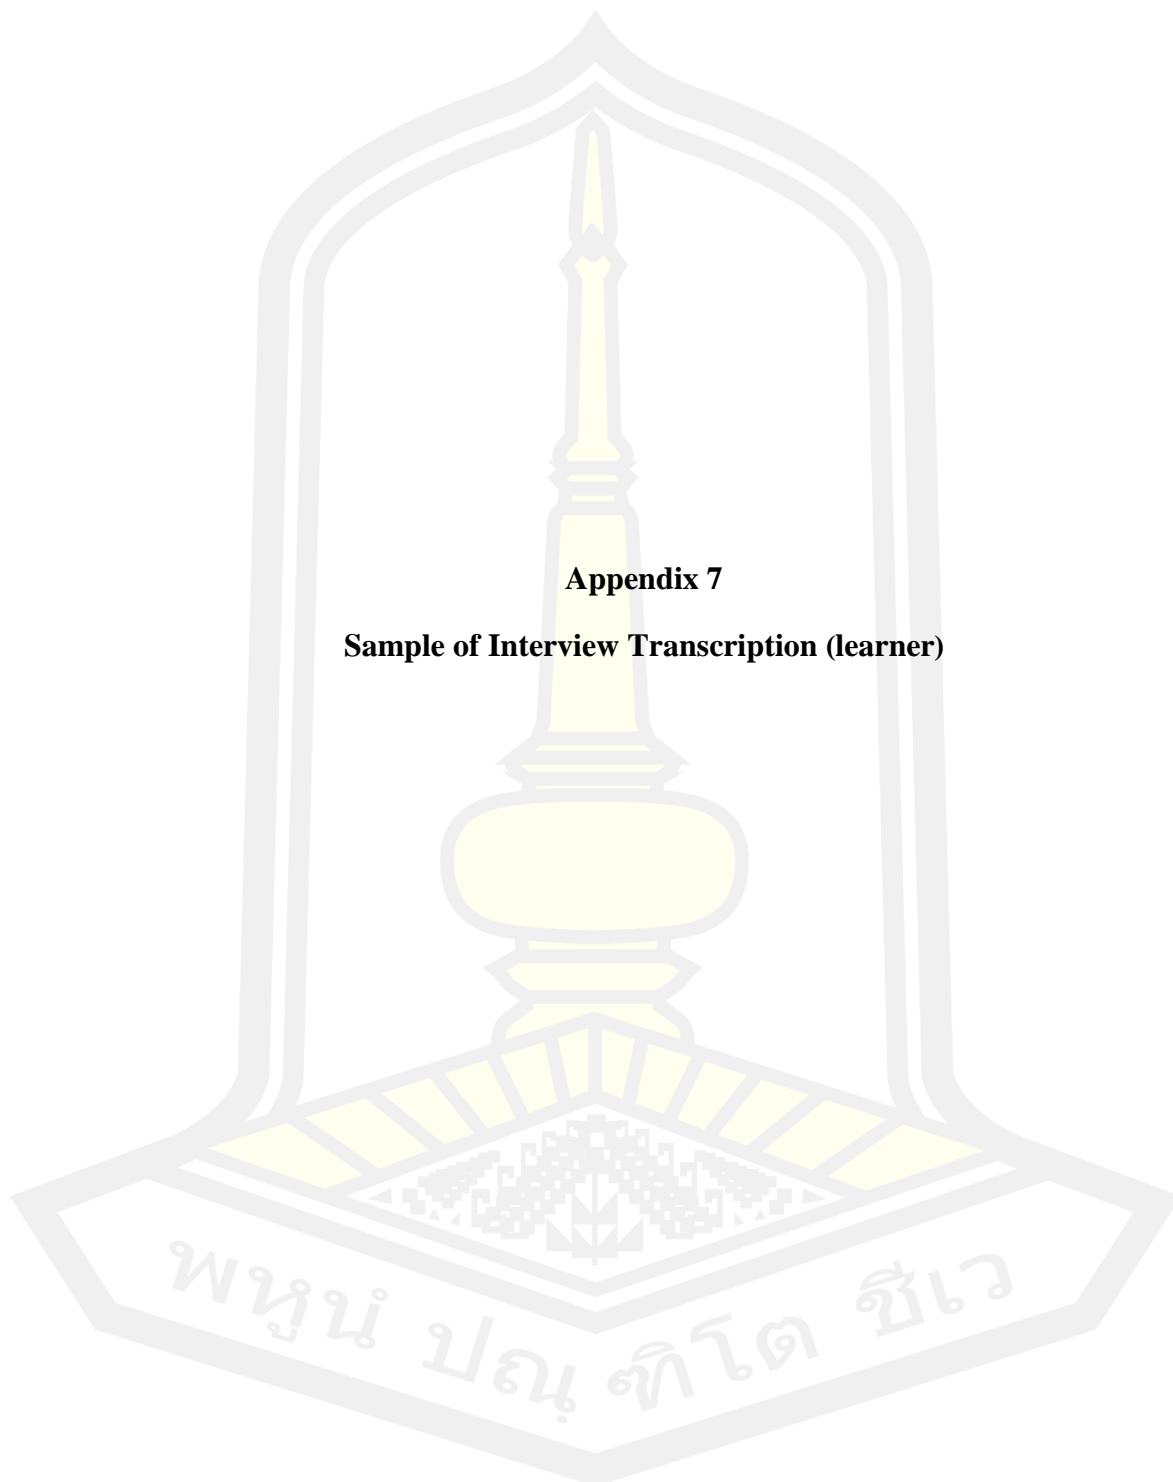 Appendix 7
Sample of Interview Transcription (learner)
พหูนํ ปณฺฑิโต ชีเว